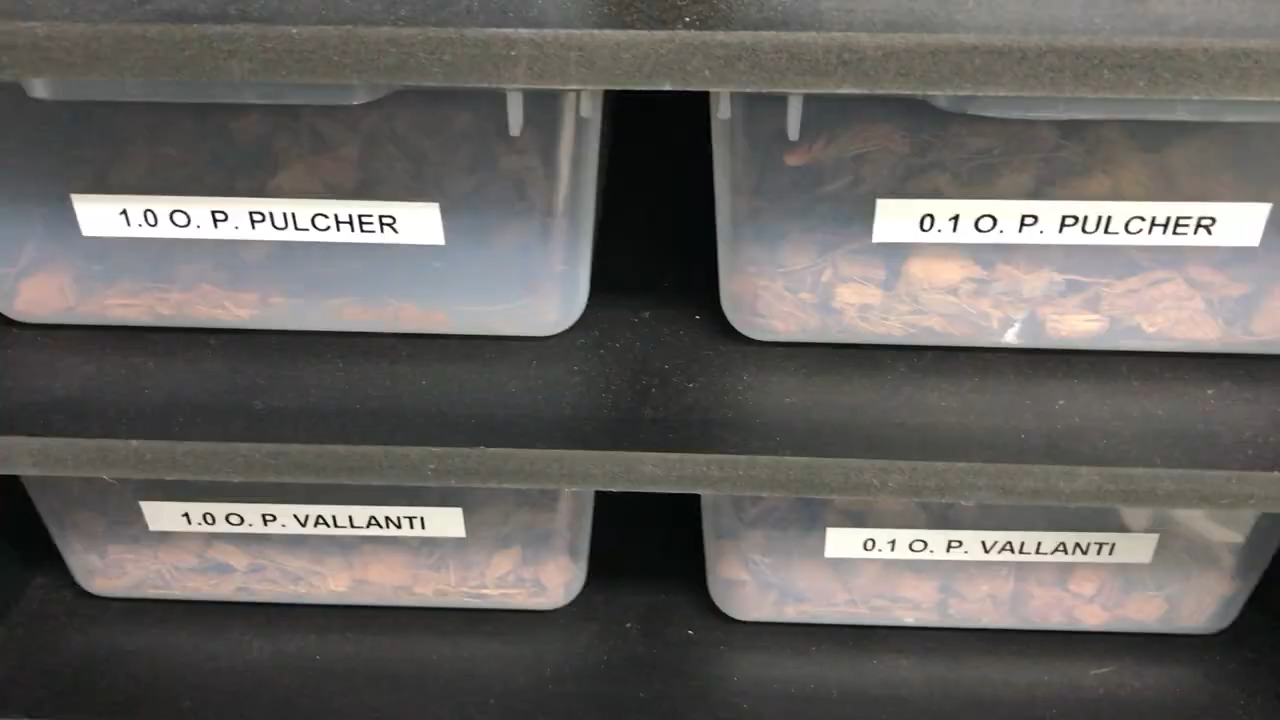 1.0 O. P. PULCHER
0.1 O. P. PULCHER
1.0 O. P. VALLANTI
0.1 O. P. VALLANTI